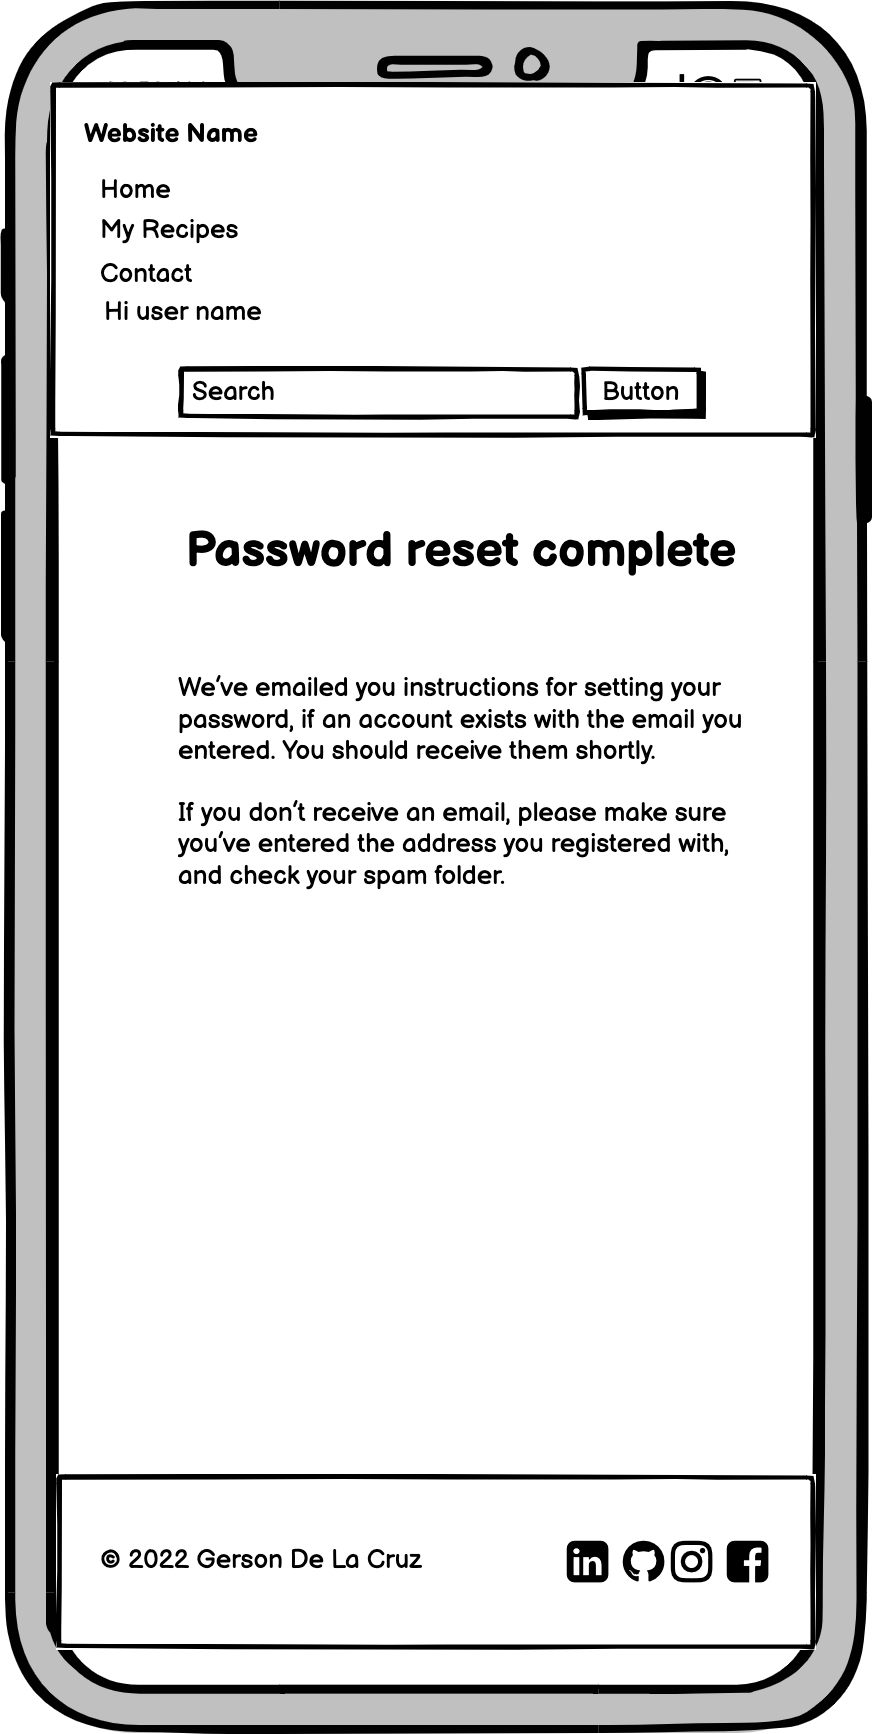 Website Name
Home
My Recipes
Contact
Hi user name
Search
Button
Password reset complete
We've emailed you instructions for setting your
password, if an account exists with the email you
entered. You should receive them shortly.
If you don't receive an email, please make sure
you've entered the address you registered with,
and check your spam folder.
© 2022 Gerson De La Cruz
in